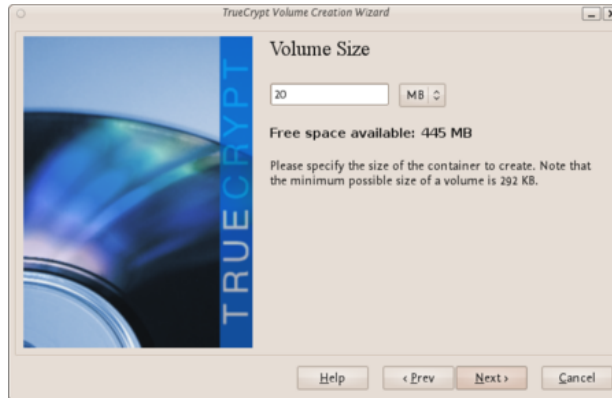 TrueCrypt Volume Creation Wizard
Volume Size
20
MB
Free space available: 445 MB
Please specify the size of the container to create. Note that
the minimum possible size of a volume is 292 KB.
TRUECRYPT
Help
< Prev
Next >
Cancel